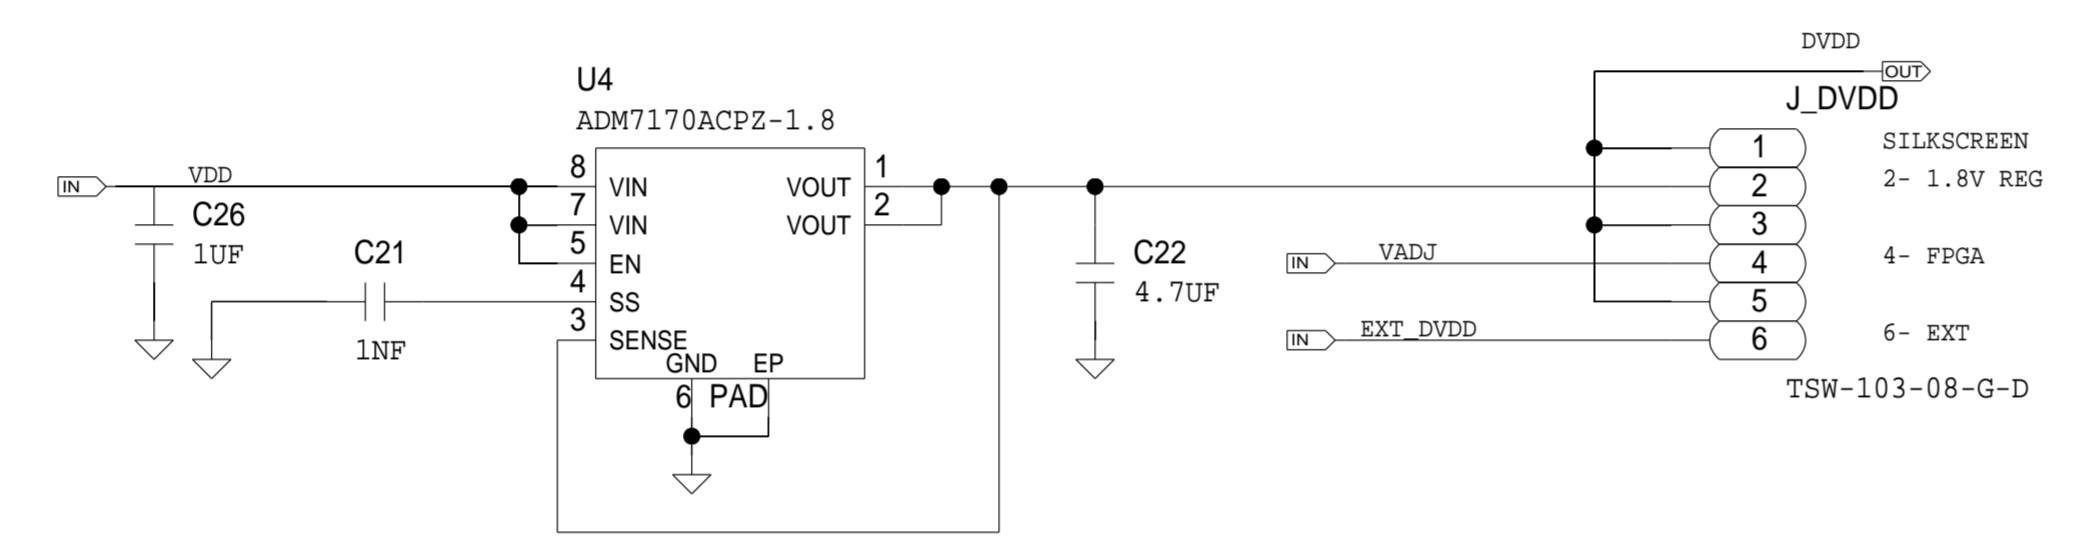 DVDD
OUT
U4
J_DVDD
ADM7170ACPZ-1.8
1
SILKSCREEN
IN
VDD
8
VIN
VOUT
1
2
2- 1.8V REG
C26
7
VIN
VOUT
2
3
1UF
C21
5
EN
C22
IN
VADJ
4
4- FPGA
4
SS
4.7UF
5
1NF
3
SENSE
IN
EXT_DVDD
6
6- EXT
GND
EP
6
PAD
TSW-103-08-G-D